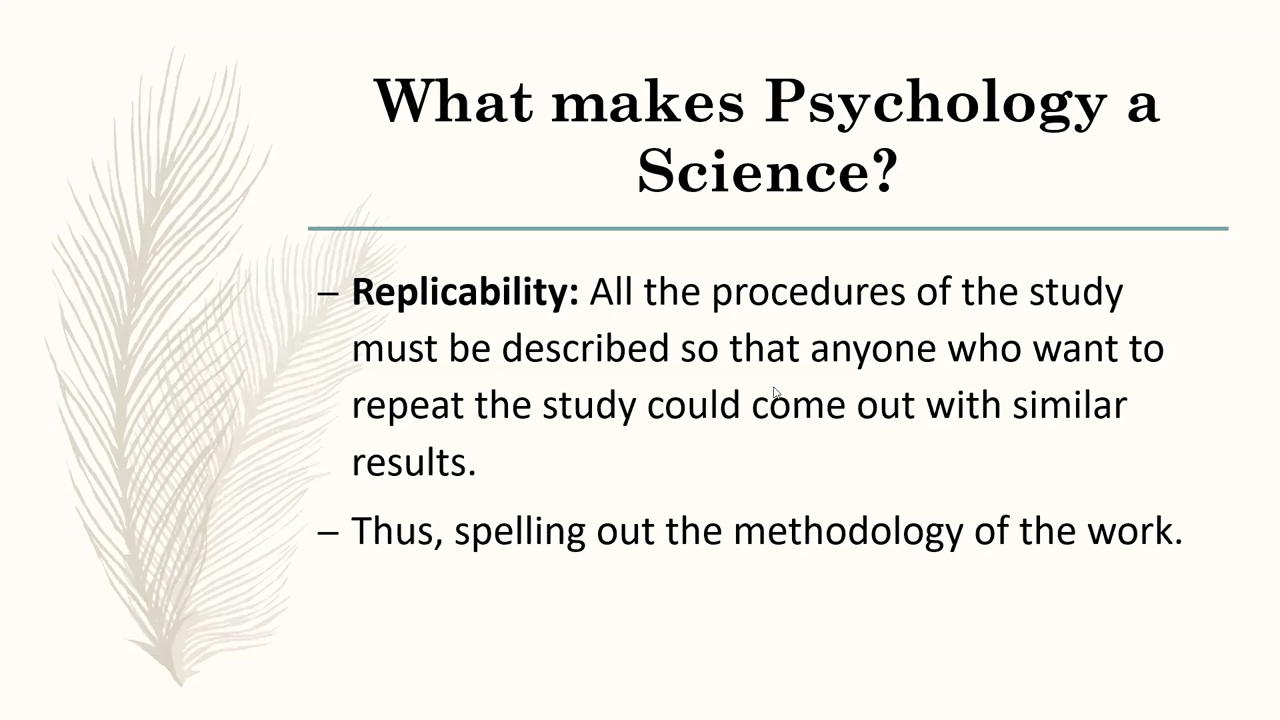 What makes Psychology a
Science?
– Replicability: All the procedures of the study
must be described so that anyone who want to
repeat the study could come out with similar
results.
– Thus, spelling out the methodology of the work.